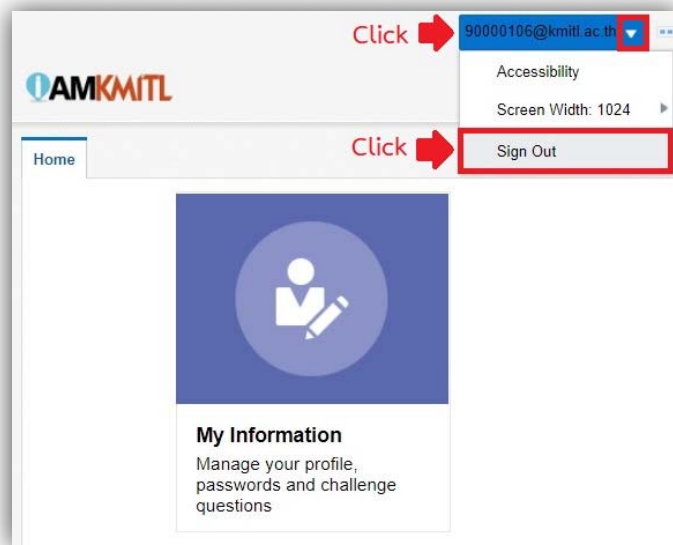 Click
90000106@kmitl.ac.th
IAMKMITL
Accessibility
Screen Width: 1024
Click
Sign Out
Home
My Information
Manage your profile,
passwords and challenge
questions